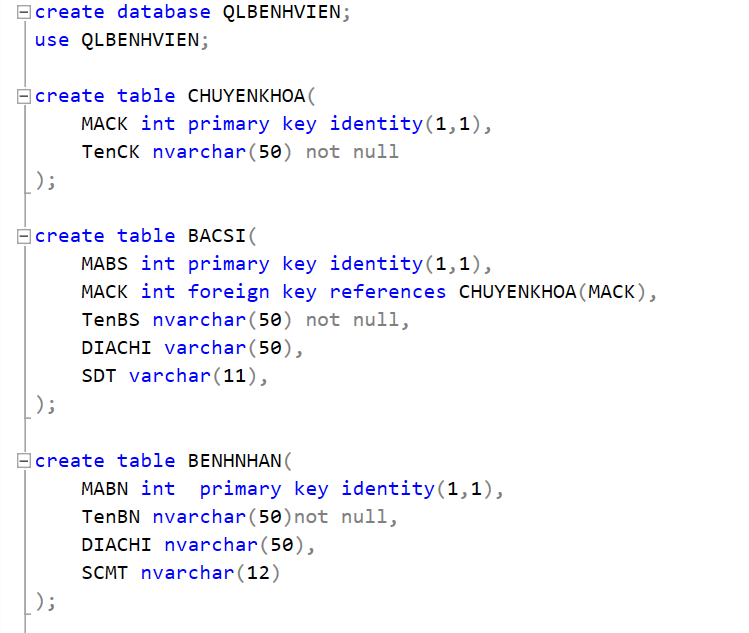 create database QLBENHVIEN;
use QLBENHVIEN;
create table CHUYENKHOA(
MACK int primary key identity(1,1),
TenCK nvarchar(50) not null
);
create table BACSI(
MABS int primary key identity(1,1),
MACK int foreign key references CHUYENKHOA(MACK),
TenBS nvarchar(50) not null,
DIACHI varchar(50),
SDT varchar(11),
);
create table BENHNHAN(
MABN int  primary key identity(1,1),
TenBN nvarchar(50)not null,
DIACHI nvarchar(50),
SCMT nvarchar(12)
);